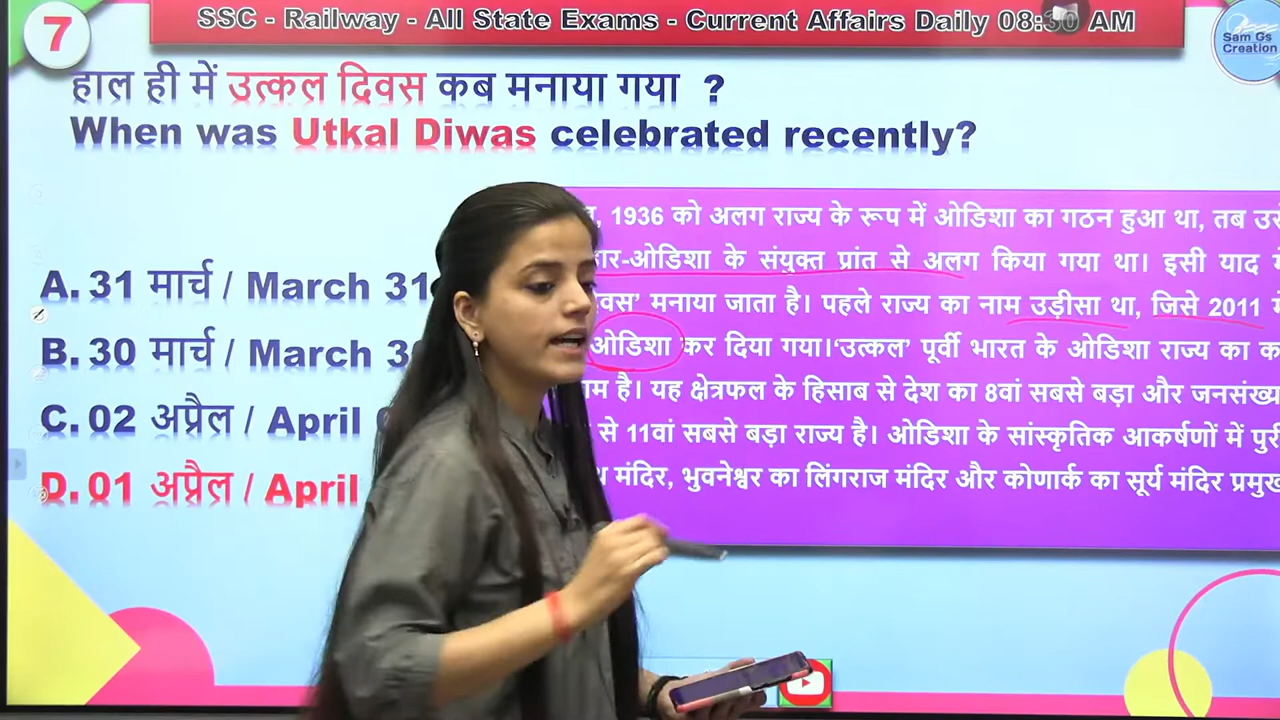 7
SSC - Railway - All State Exams - Current Affairs Daily 08:30 AM
Sam Gs
Creation
हाल ही में उत्कल दिवस कब मनाया गया ?
When was Utkal Diwas celebrated recently?
A. 31 मार्च / March 31
B. 30 मार्च / March
C. 02 अप्रैल / April
D. 01 अप्रैल / April
, 1936 को अलग राज्य के रूप में ओडिशा का गठन हुआ था, तब
-ओडिशा के संयुक्त प्रांत से अलग किया गया था। इसी याद
मनाया जाता है। पहले राज्य का नाम उड़ीसा था, जिसे 2011
ओडिशा कर दिया गया।‘उत्कल’ पूर्वी भारत के ओडिशा राज्य का
है। यह क्षेत्रफल के हिसाब से देश का 8वां सबसे बड़ा और
से 11वां सबसे बड़ा राज्य है। ओडिशा के सांस्कृतिक आकर्षणों में
मंदिर, भुवनेश्वर का लिंगराज मंदिर और कोणार्क का सूर्य मंदिर